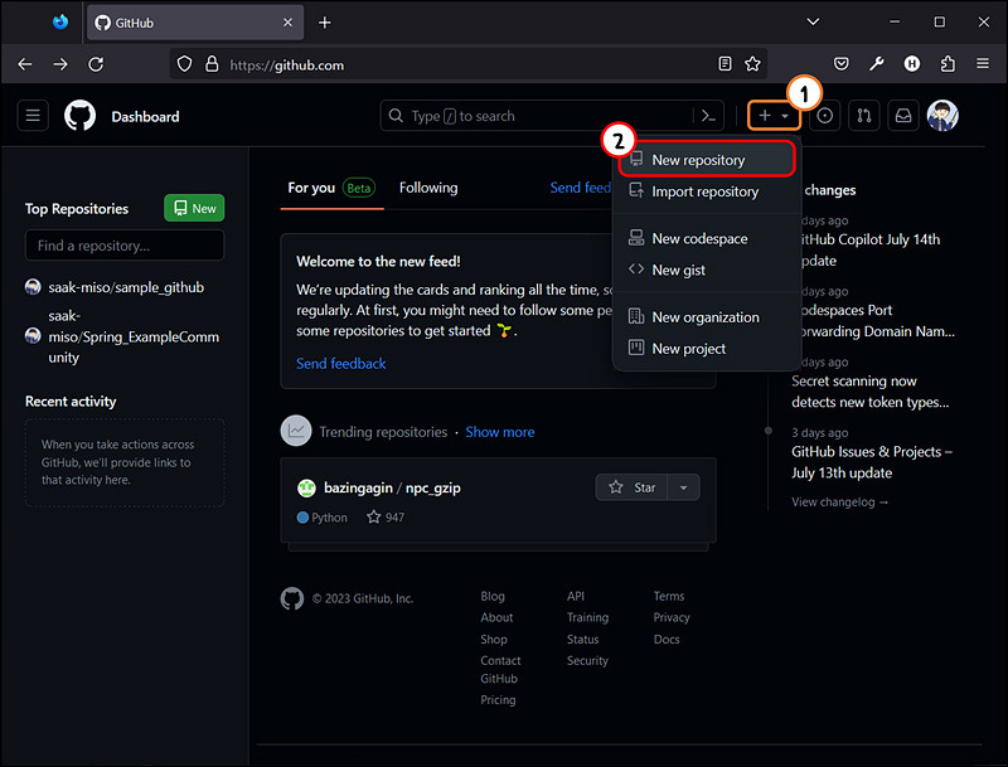 GitHub
https://github.com
Dashboard
Type / to search
1
2
New repository
Import repository
New codespace
New gist
New organization
New project
Top Repositories
New
Find a repository...
saak-miso/sample_github
saak-
miso/Spring_ExampleComm
unity
Recent activity
When you take actions across
GitHub, we'll provide links to
that activity here.
For you Beta
Following
Send feed
Welcome to the new feed!
We're updating the cards and ranking all the time, so
regularly. At first, you might need to follow some pe
some repositories to get started 🌱.
Send feedback
Trending repositories · Show more
bazingagin / npc_gzip
Star
Python
947
changes
days ago
itHub Copilot July 14th
pdate
days ago
odespaces Port
orwarding Domain Nam...
days ago
Secret scanning now
detects new token types...
3 days ago
GitHub Issues & Projects –
July 13th update
View changelog →
© 2023 GitHub, Inc.
Blog
About
Shop
Contact
GitHub
Pricing
API
Training
Status
Security
Terms
Privacy
Docs